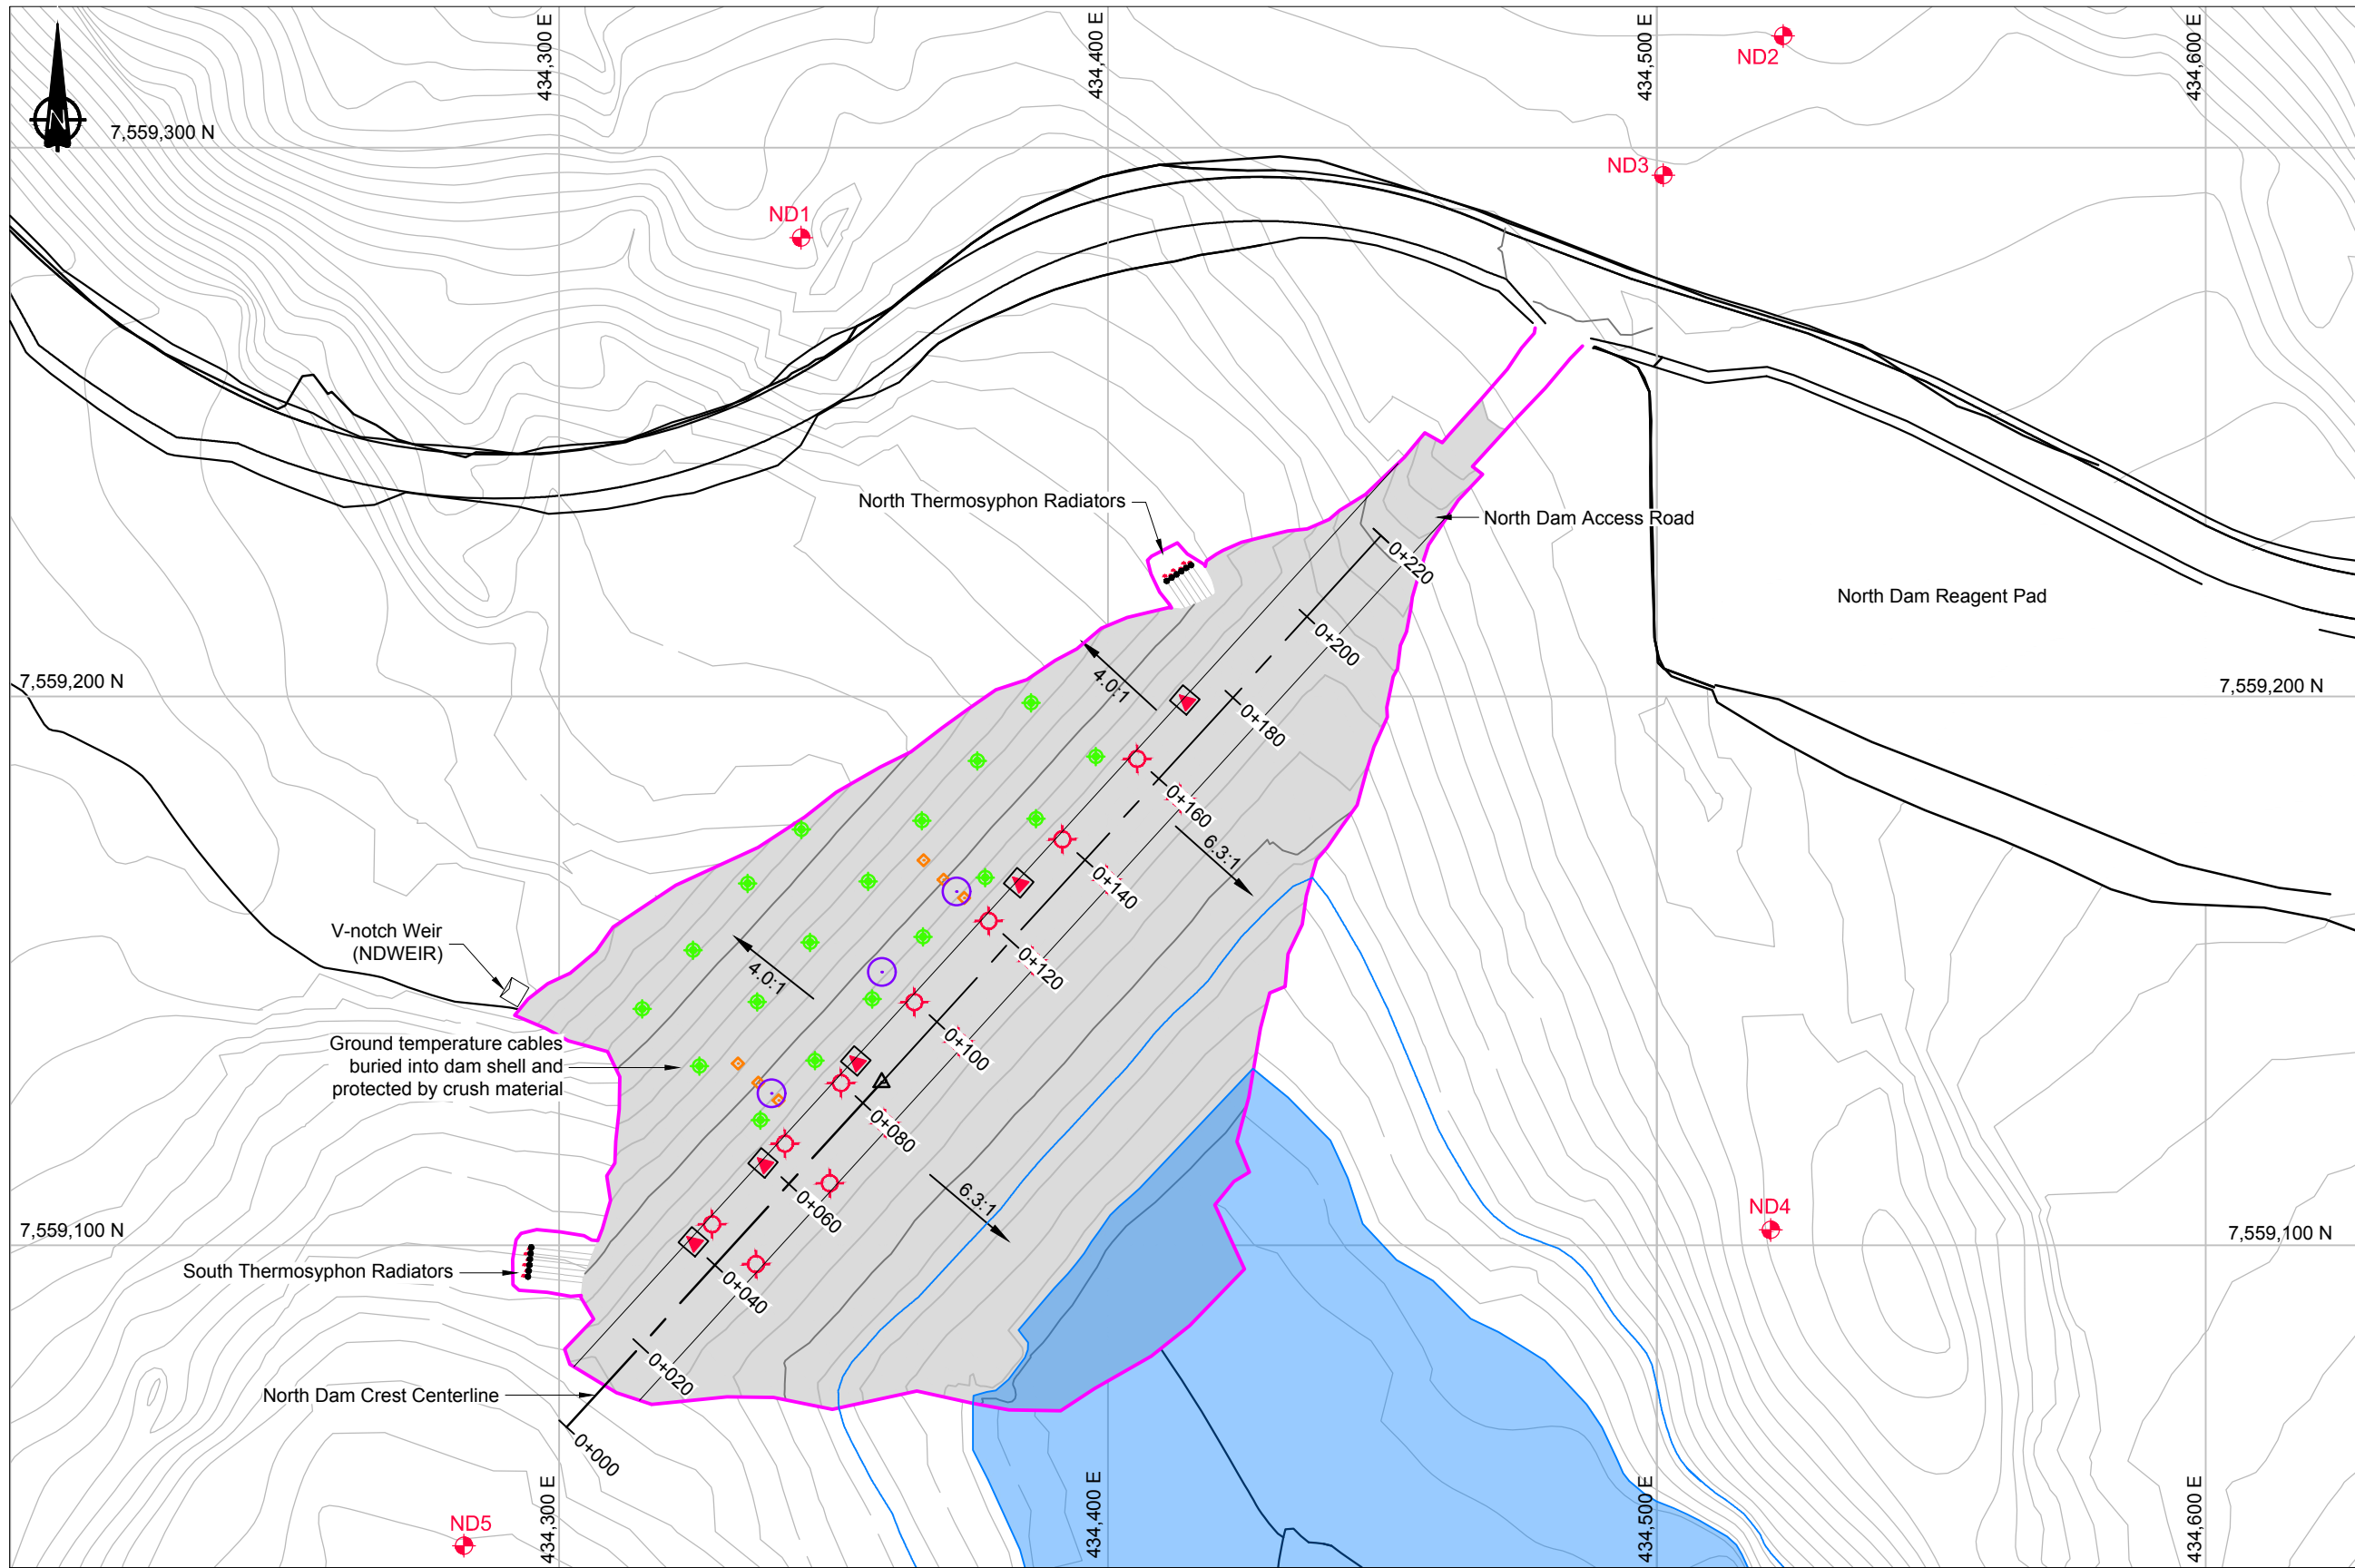 434,300 E
434,400 E
434,500 E
434,600 E
ND2
N
7,559,300 N
ND3
ND1
North Thermosyphon Radiators
North Dam Access Road
0+220
North Dam Reagent Pad
0+200
4.0:1
7,559,200 N
7,559,200 N
0+180
0+160
6.3:1
0+140
V-notch Weir
(NDWEIR)
4.0:1
0+120
0+100
Ground temperature cables
buried into dam shell and
protected by crush material
0+080
6.3:1
0+060
ND4
7,559,100 N
7,559,100 N
South Thermosyphon Radiators
0+040
0+020
North Dam Crest Centerline
0+000
434,300 E
434,400 E
434,500 E
434,600 E
ND5